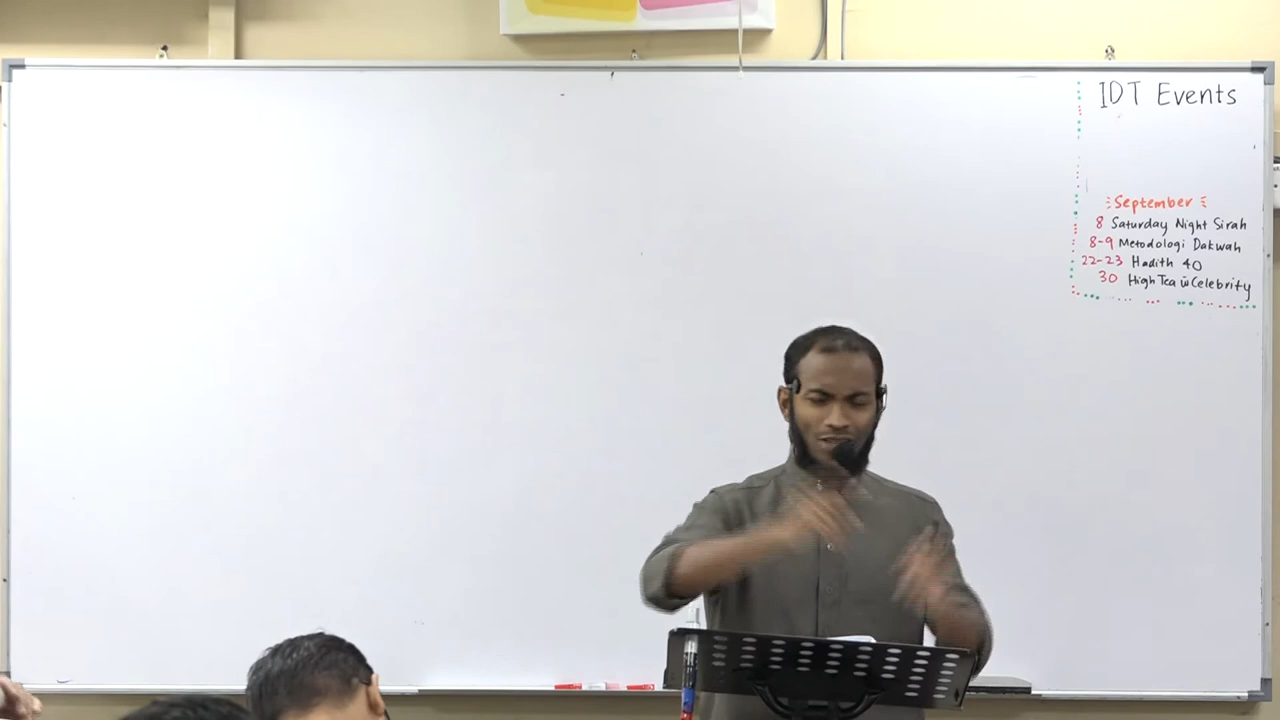 IDT Events
September
8 Saturday Night Sirah
8-9 Metodologi Dakwah
22-23 Hadith 40
30 High Tea w Celebrity